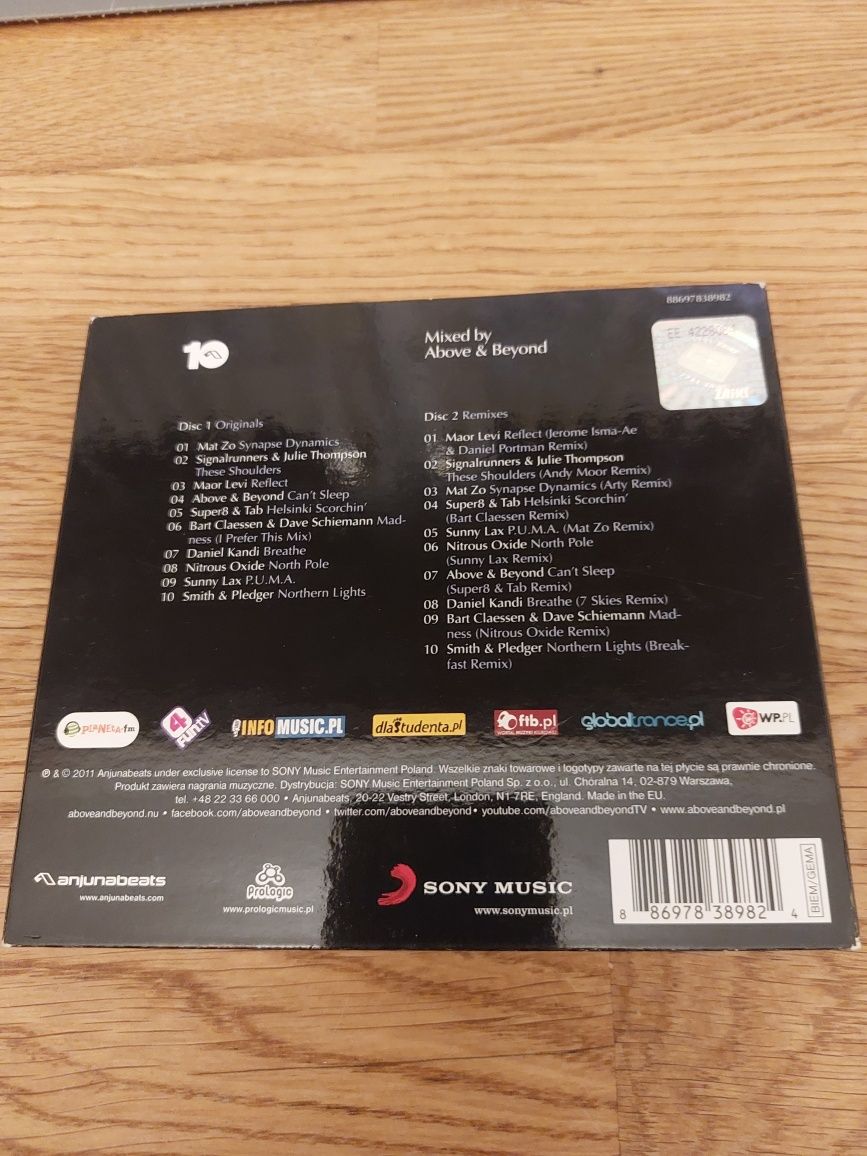 88697838982
10
Mixed by
Above & Beyond
EE 4228
ZAiKS
Disc 1 Originals
01 Mat Zo Synapse Dynamics
02 Signalrunners & Julie Thompson
These Shoulders
03 Maor Levi Reflect
04 Above & Beyond Can't Sleep
05 Super8 & Tab Helsinki Scorchin'
06 Bart Claessen & Dave Schiemann Mad-
ness (I Prefer This Mix)
07 Daniel Kandi Breathe
08 Nitrous Oxide North Pole
09 Sunny Lax P.U.M.A.
10 Smith & Pledger Northern Lights
Disc 2 Remixes
01 Maor Levi Reflect (Jerome Isma-Ae
& Daniel Portman Remix)
02 Signalrunners & Julie Thompson
These Shoulders (Andy Moor Remix)
03 Mat Zo Synapse Dynamics (Arty Remix)
04 Super8 & Tab Helsinki Scorchin'
(Bart Claessen Remix)
05 Sunny Lax P.U.M.A. (Mat Zo Remix)
06 Nitrous Oxide North Pole
(Sunny Lax Remix)
07 Above & Beyond Can't Sleep
(Super8 & Tab Remix)
08 Daniel Kandi Breathe (7 Skies Remix)
09 Bart Claessen & Dave Schiemann Mad-
ness (Nitrous Oxide Remix)
10 Smith & Pledger Northern Lights (Break-
fast Remix)
PLANETA.fm
4 FUN TV
INFOMUSIC.PL
dlaStudenta.pl
ftb.pl
globaltrance.pl
WP.PL
℗ & © 2011 Anjunabeats under exclusive license to SONY Music Entertainment Poland. Wszelkie znaki towarowe i logotypy zawarte na tej płycie są prawnie chronione.
Produkt zawiera nagrania muzyczne. Dystrybucja: SONY Music Entertainment Poland Sp. z o.o., ul. Chóralna 14, 02-879 Warszawa,
tel. +48 22 33 66 000 • Anjunabeats, 20-22 Vestry Street, London, N1 7RE, England. Made in the EU.
aboveandbeyond.nu • facebook.com/aboveandbeyond • twitter.com/aboveandbeyond • youtube.com/aboveandbeyondTV • www.aboveandbeyond.pl
anjunabeats
www.anjunabeats.com
ProLogic
www.prologicmusic.pl
SONY MUSIC
www.sonymusic.pl
8 86978 38982 4
BIEM/GEMA